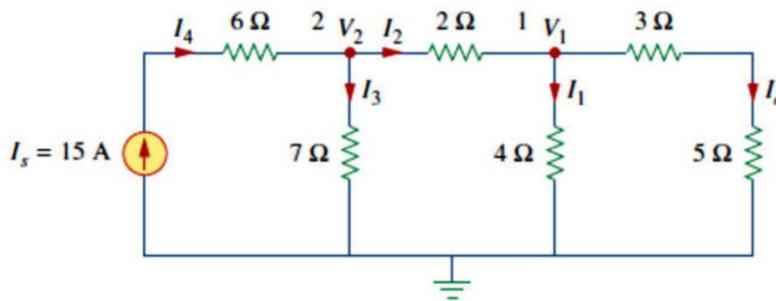 I₄ 6 Ω 2 V₂ I₂ 2 Ω 1 V₁ 3 Ω
I₃ I₁ I
Iₛ = 15 A 7 Ω 4 Ω 5 Ω